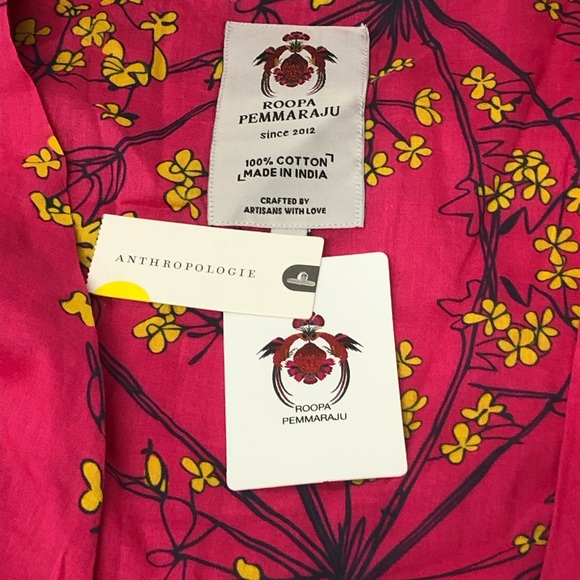 ROOPA
PEMMARAJU
since 2012
100% COTTON
MADE IN INDIA
CRAFTED BY
ARTISANS WITH LOVE
ANTHROPOLOGIE
ROOPA
PEMMARAJU